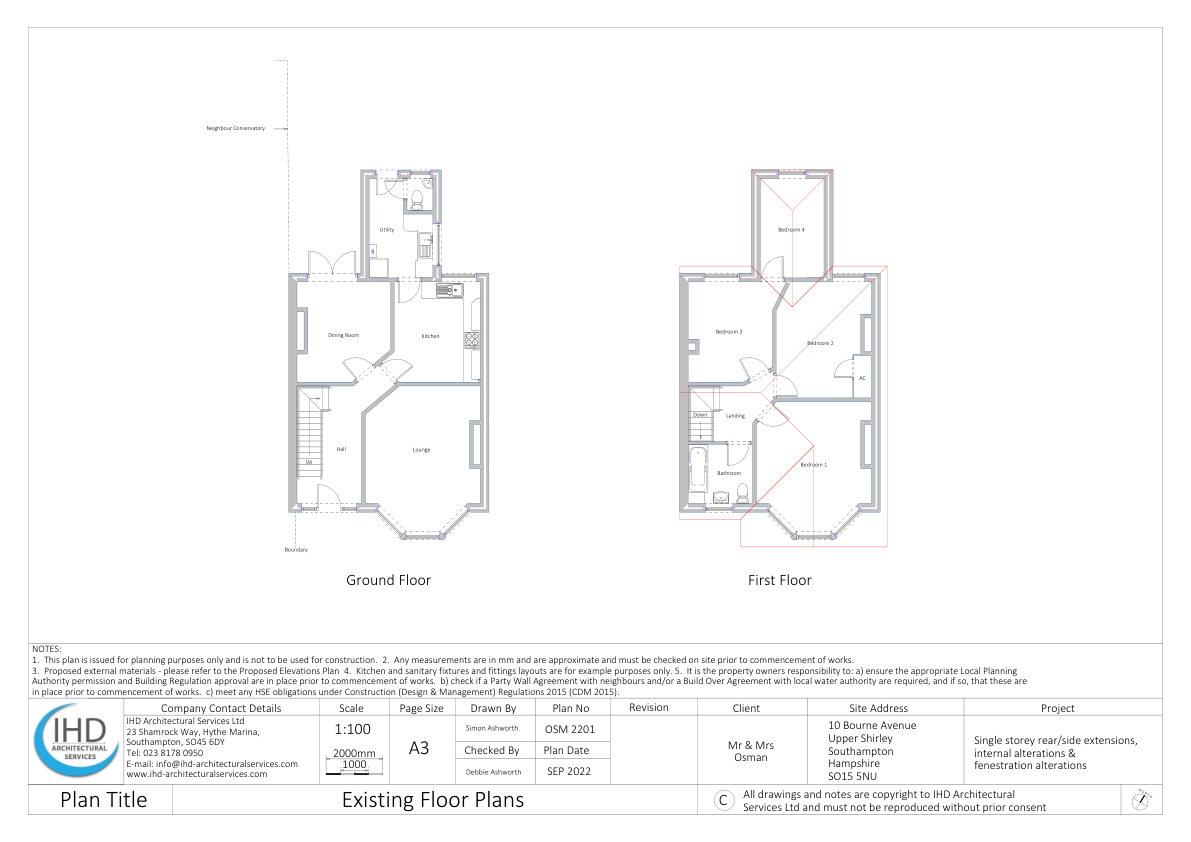 Neighbour Conservatory
Utility
Dining Room
Kitchen
Hall
Lounge
Up
Boundary
Ground Floor
Bedroom 4
Bedroom 3
Bedroom 2
AC
Down
Landing
Bedroom 1
Bathroom
First Floor
NOTES:
1. This plan is issued for planning purposes only and is not to be used for construction. 2. Any measurements are in mm and are approximate and must be checked on site prior to commencement of works.
3. Proposed external materials - please refer to the Proposed Elevations Plan 4. Kitchen and sanitary fixtures and fittings layouts are for example purposes only. 5. It is the property owners responsibility to: a) ensure the appropriate Local Planning
Authority permission and Building Regulation approval are in place prior to commencement of works. b) check if a Party Wall Agreement with neighbours and/or a Build Over Agreement with local water authority are required, and if so, that these are
in place prior to commencement of works. c) meet any HSE obligations under Construction (Design & Management) Regulations 2015 (CDM 2015).
IHD
ARCHITECTURAL
SERVICES
Company Contact Details
IHD Architectural Services Ltd
23 Shamrock Way, Hythe Marina,
Southampton, SO45 6DY
Tel: 023 8178 0950
E-mail: info@ihd-architecturalservices.com
www.ihd-architecturalservices.com
Scale
1:100
2000mm
1000
Page Size
A3
Drawn By
Simon Ashworth
Checked By
Debbie Ashworth
Plan No
OSM 2201
Plan Date
SEP 2022
Revision
Client
Mr & Mrs
Osman
Site Address
10 Bourne Avenue
Upper Shirley
Southampton
Hampshire
SO15 5NU
Project
Single storey rear/side extensions,
internal alterations &
fenestration alterations
Plan Title
Existing Floor Plans
C
All drawings and notes are copyright to IHD Architectural
Services Ltd and must not be reproduced without prior consent
NORTH